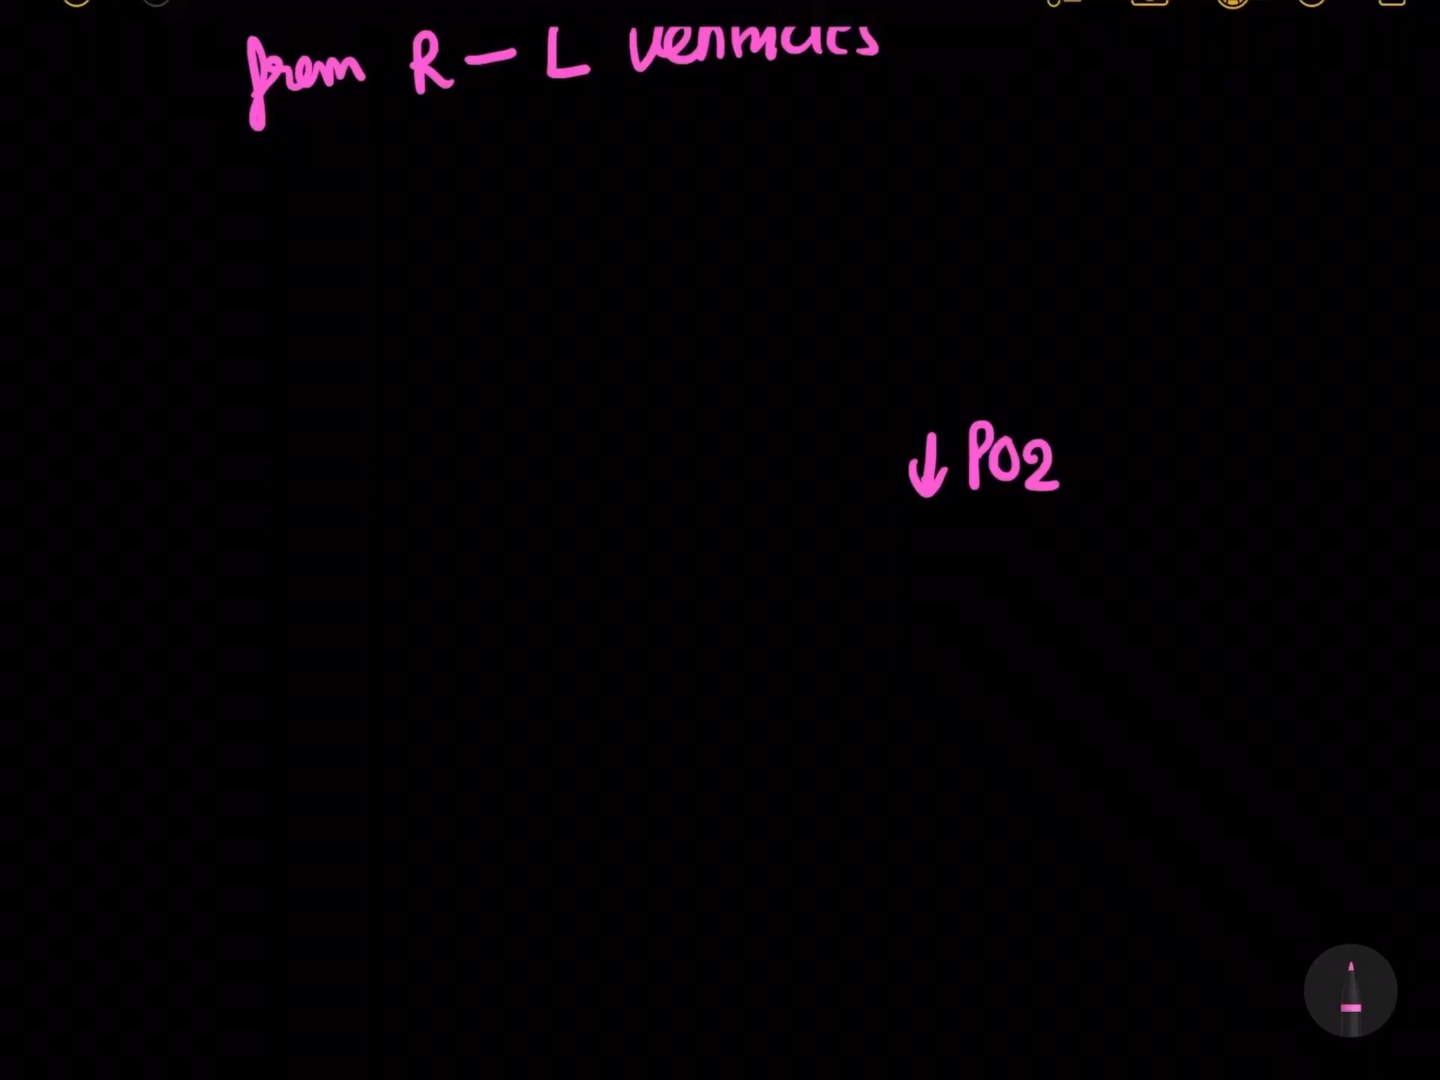 from R - L ventricles
↓ PO2